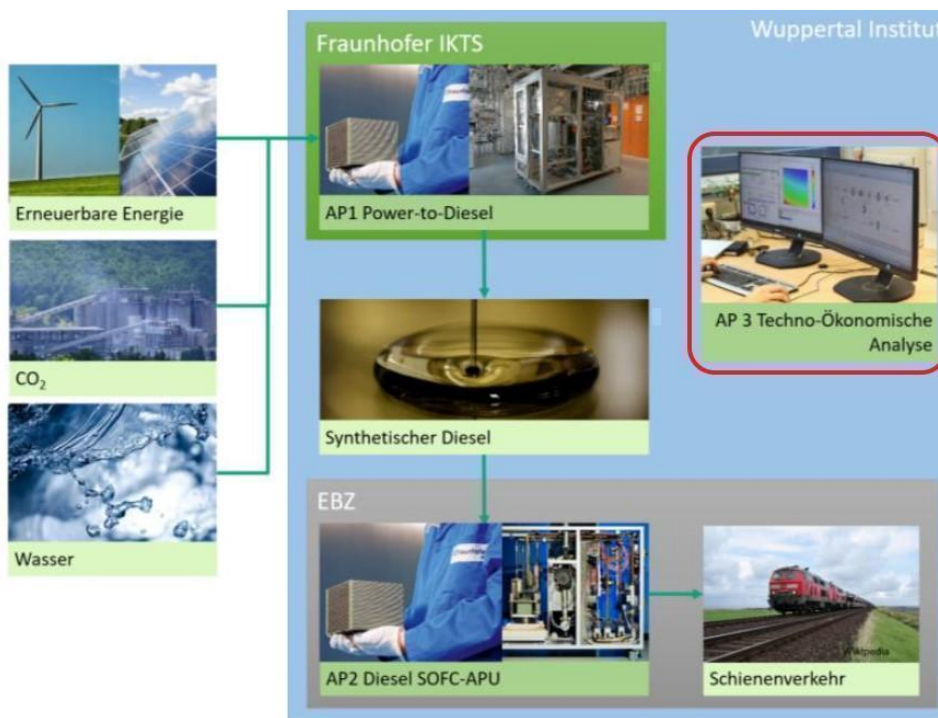 Wuppertal Institut
Fraunhofer IKTS
Erneuerbare Energie
AP1 Power-to-Diesel
AP 3 Techno-Ökonomische
Analyse
CO₂
Synthetischer Diesel
Wasser
EBZ
AP2 Diesel SOFC-APU
Schienenverkehr
Wikipedia